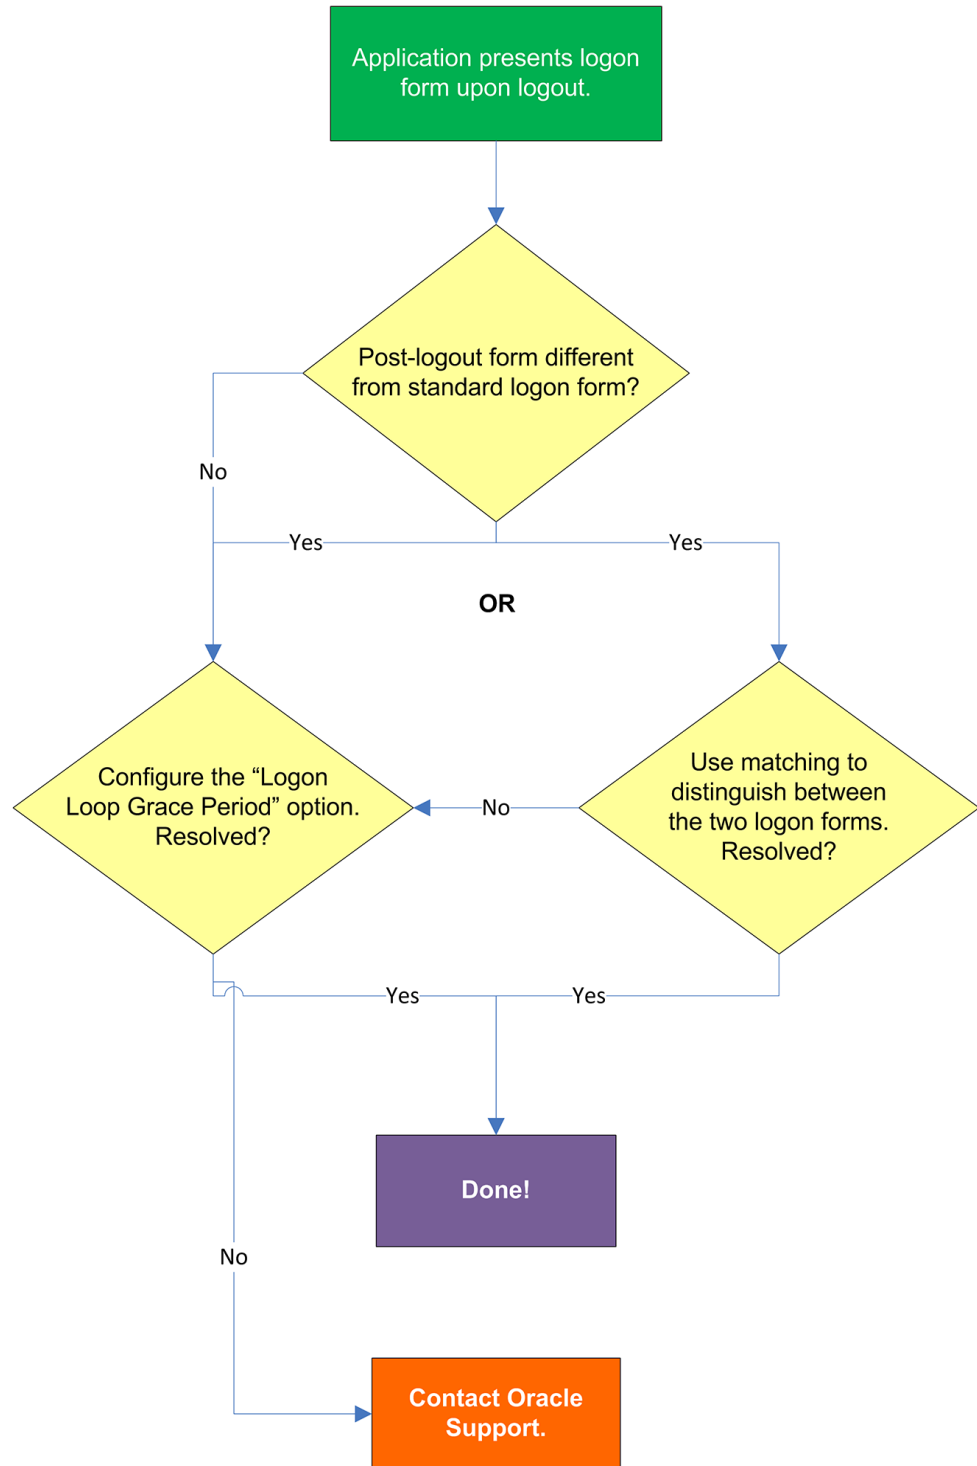 Application presents logon
form upon logout.
Post-logout form different
from standard logon form?
No
Yes
Yes
OR
Configure the “Logon
Loop Grace Period” option.
Resolved?
No
Use matching to
distinguish between
the two logon forms.
Resolved?
Yes
Yes
Done!
No
Contact Oracle
Support.